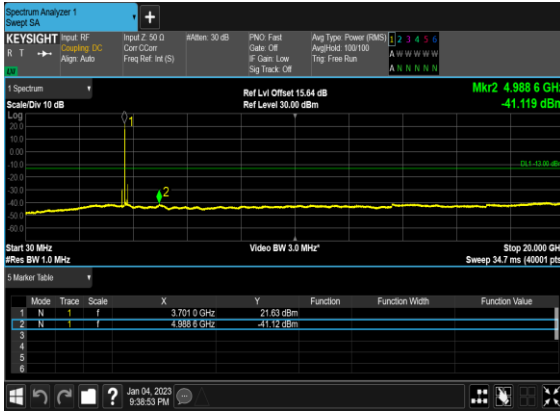 Spectrum Analyzer 1
Swept SA
KEYSIGHT Input: RF Input Z: 50 Ω #Atten: 30 dB PNO: Fast Avg Type: Power (RMS) 1 2 3 4 5 6
R T Coupling: DC Corr CCorr Gate: Off Avg|Hold: 100/100 A W W W W W
Align: Auto Freq Ref: Int (S) IF Gain: Low Trig: Free Run
Sig Track: Off A N N N N N
1 Spectrum Ref Lvl Offset 15.64 dB Mkr2 4.988 6 GHz
Scale/Div 10 dB Ref Level 30.00 dBm -41.119 dBm
Log
20.0
10.0
0.00
-10.0
-20.0
-30.0
-40.0
-50.0
-60.0
1
2
DL1 -13.00 dBm
Start 30 MHz Video BW 3.0 MHz* Stop 20.000 GHz
#Res BW 1.0 MHz Sweep 34.7 ms (40001 pts)
5 Marker Table
Mode Trace Scale X Y Function Function Width Function Value
1 N 1 f 3.701 0 GHz 21.63 dBm
2 N 1 f 4.988 6 GHz -41.12 dBm
3
4
5
6
? Jan 04, 2023
9:38:53 PM